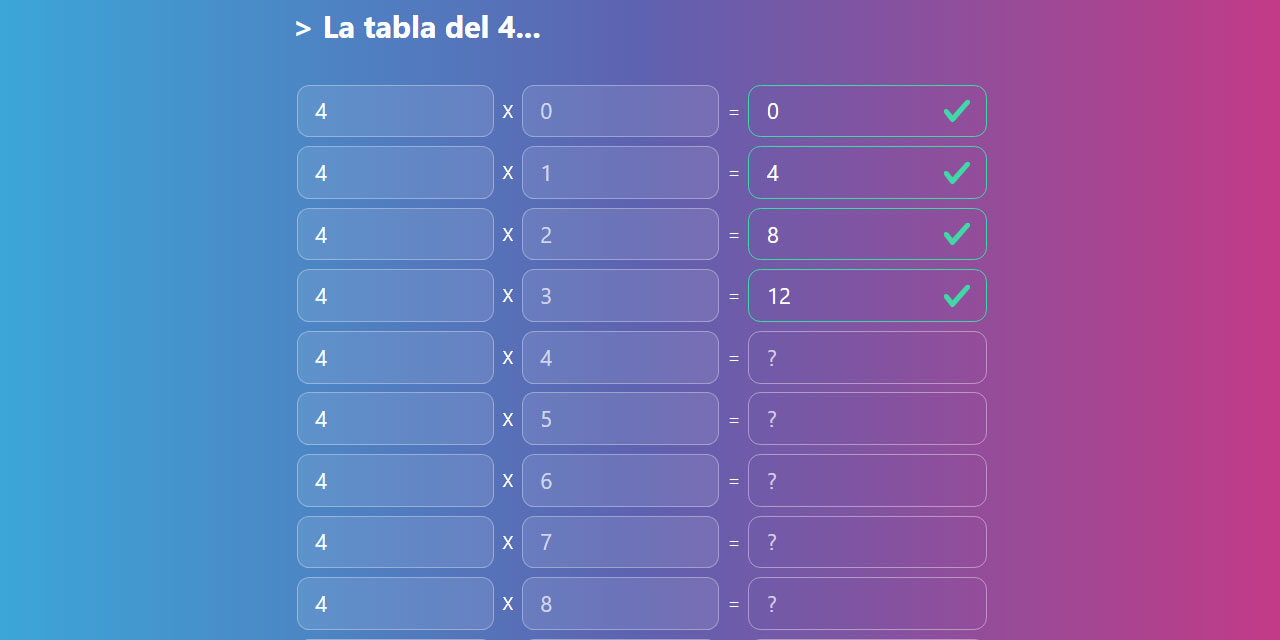 > La tabla del 4...
4 X 0 = 0
4 X 1 = 4
4 X 2 = 8
4 X 3 = 12
4 X 4 = ?
4 X 5 = ?
4 X 6 = ?
4 X 7 = ?
4 X 8 = ?